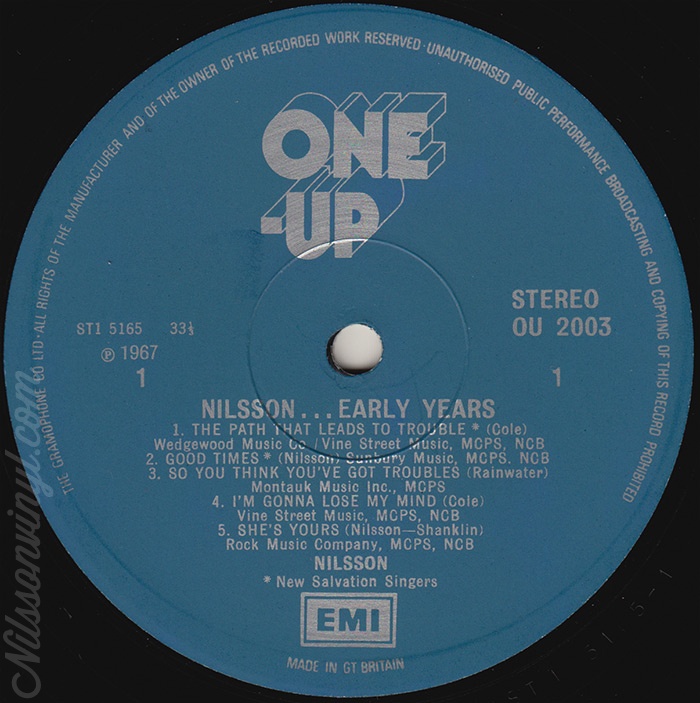 THE GRAMOPHONE CO LTD·ALL RIGHTS OF THE MANUFACTURER AND OF THE OWNER OF THE RECORDED WORK RESERVED·UNAUTHORISED PUBLIC PERFORMANCE BROADCASTING AND COPYING OF THIS RECORD PROHIBITED
ONE
-UP
STEREO
OU 2003
ST1 5165 33⅓
℗ 1967
1
1
NILSSON...EARLY YEARS
1. THE PATH THAT LEADS TO TROUBLE * (Cole)
Wedgewood Music Co., Vine Street Music, MCPS, NCB
2. GOOD TIMES * (Nilsson) Sunbury Music, MCPS, NCB
3. SO YOU THINK YOU'VE GOT TROUBLES (Rainwater)
Montauk Music Inc., MCPS
4. I'M GONNA LOSE MY MIND (Cole)
Vine Street Music, MCPS, NCB
5. SHE'S YOURS (Nilsson—Shanklin)
Rock Music Company, MCPS, NCB
NILSSON
* New Salvation Singers
EMI
MADE IN GT BRITAIN
Nilssonvinyl.com